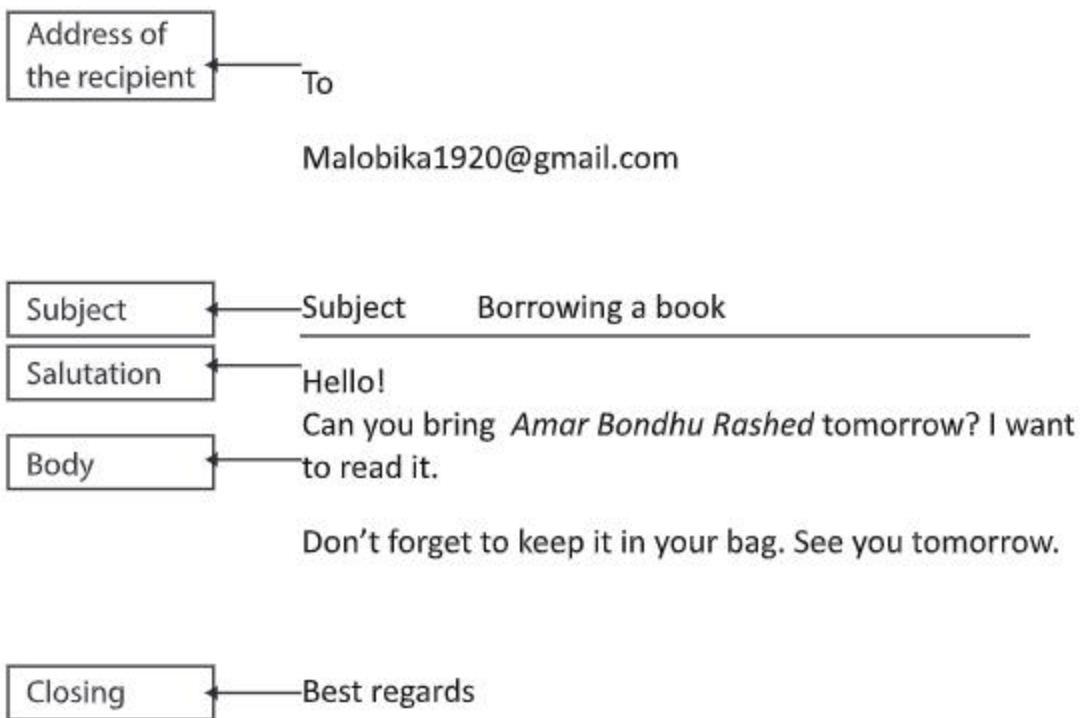 Address of
the recipient
To
Malobika1920@gmail.com
Subject
Subject Borrowing a book
Salutation
Hello!
Can you bring Amar Bondhu Rashed tomorrow? I want
Body
to read it.
Don't forget to keep it in your bag. See you tomorrow.
Closing
Best regards